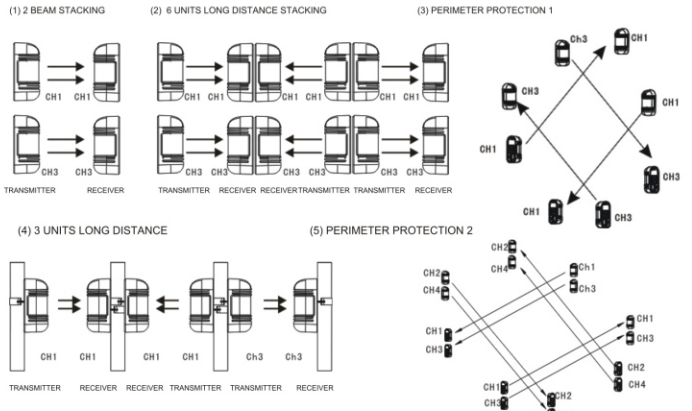 (1) 2 BEAM STACKING
(2) 6 UNITS LONG DISTANCE STACKING
(3) PERIMETER PROTECTION 1
CH1 CH1
CH1 CH1 CH1 CH1 CH1 CH1
CH3 CH3
CH3 CH3 CH3 CH3 CH3 CH3
TRANSMITTER RECEIVER
TRANSMITTER RECEIVER RECEIVERTRANSMITTER TRANSMITTER RECEIVER
Ch3 CH1
CH3 CH1
CH1
CH3
CH1 CH3
(4) 3 UNITS LONG DISTANCE
(5) PERIMETER PROTECTION 2
CH1 CH1 CH1 CH1 Ch3 Ch3
TRANSMITTER RECEIVER RECEIVER TRANSMITTER TRANSMITTER RECEIVER
CH2
CH4
CH2
CH4
Ch1
Ch3
CH1
CH3
CH1
CH3
CH2
CH4
CH1
CH3
CH2